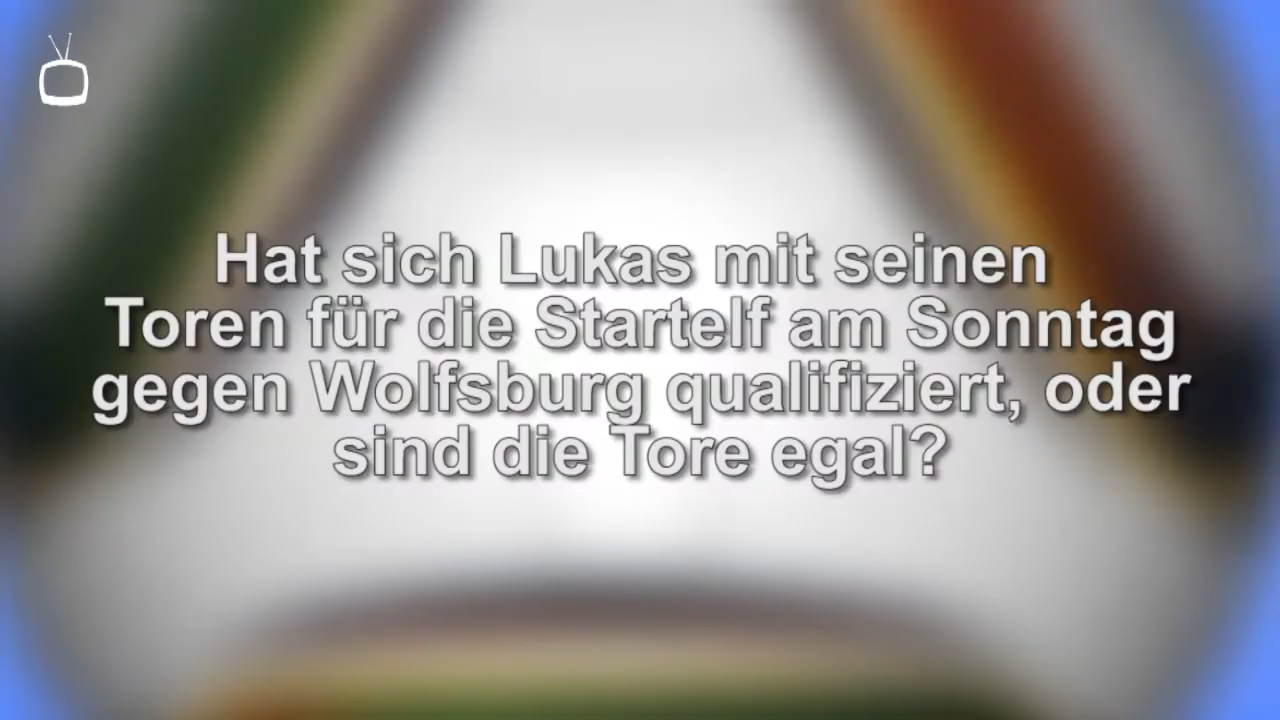 Hat sich Lukas mit seinen
Toren für die Startelf am Sonntag
gegen Wolfsburg qualifiziert, oder
sind die Tore egal?